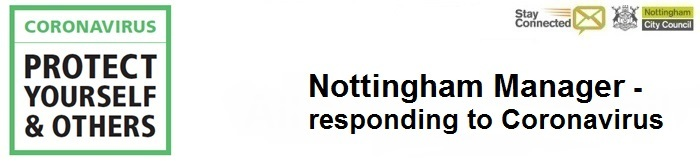 CORONAVIRUS
PROTECT
YOURSELF
& OTHERS
Stay
Connected
Nottingham
City Council
Nottingham Manager -
responding to Coronavirus